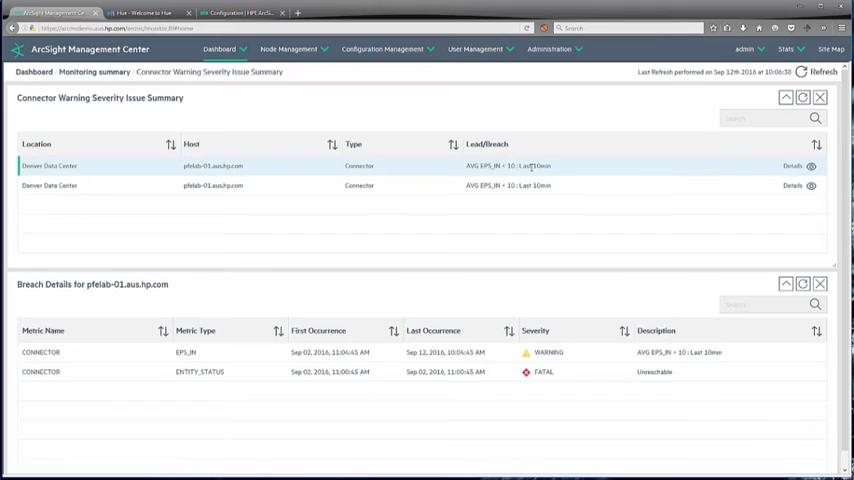 ArcSight Management Ce...
Hue - Welcome to Hue
Configuration | HPE ArcSi...
https://arcmcdemo.aus.hp.com/arcmc/monitor.ftl#home
Search
ArcSight Management Center
Dashboard
Node Management
Configuration Management
User Management
Administration
admin
Stats
Site Map
Dashboard / Monitoring summary / Connector Warning Severity Issue Summary
Last Refresh performed on Sep 12th 2016 at 10:06:38
Refresh
Connector Warning Severity Issue Summary
Search
Location Host Type Lead/Breach
Denver Data Center pfelab-01.aus.hp.com Connector AVG EPS_IN < 10 : Last 10min Details
Denver Data Center pfelab-01.aus.hp.com Connector AVG EPS_IN < 10 : Last 10min Details
Breach Details for pfelab-01.aus.hp.com
Search
Metric Name Metric Type First Occurrence Last Occurrence Severity Description
CONNECTOR EPS_IN Sep 02, 2016, 11:04:45 AM Sep 12, 2016, 10:04:45 AM WARNING AVG EPS_IN < 10 : Last 10min
CONNECTOR ENTITY_STATUS Sep 02, 2016, 11:00:45 AM Sep 02, 2016, 11:00:45 AM FATAL Unreachable